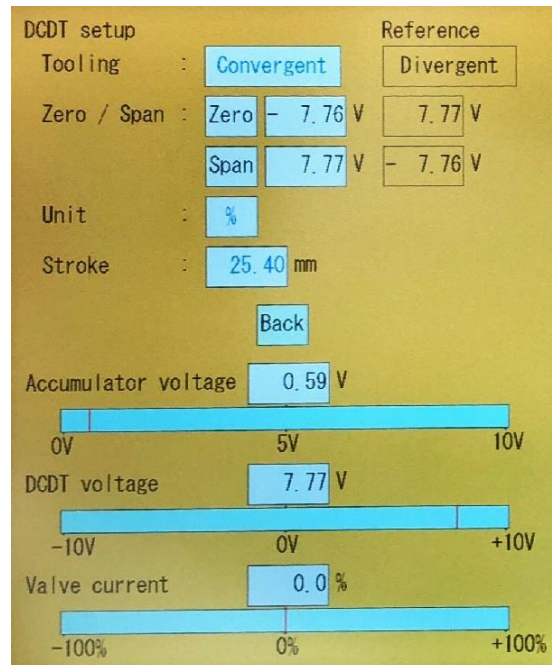 DCDT setup Reference
Tooling : Convergent Divergent
Zero / Span : Zero - 7.76 V 7.77 V
Span 7.77 V - 7.76 V
Unit : %
Stroke : 25.40 mm
Back
Accumulator voltage 0.59 V
0V 5V 10V
DCDT voltage 7.77 V
-10V 0V +10V
Valve current 0.0 %
-100% 0% +100%